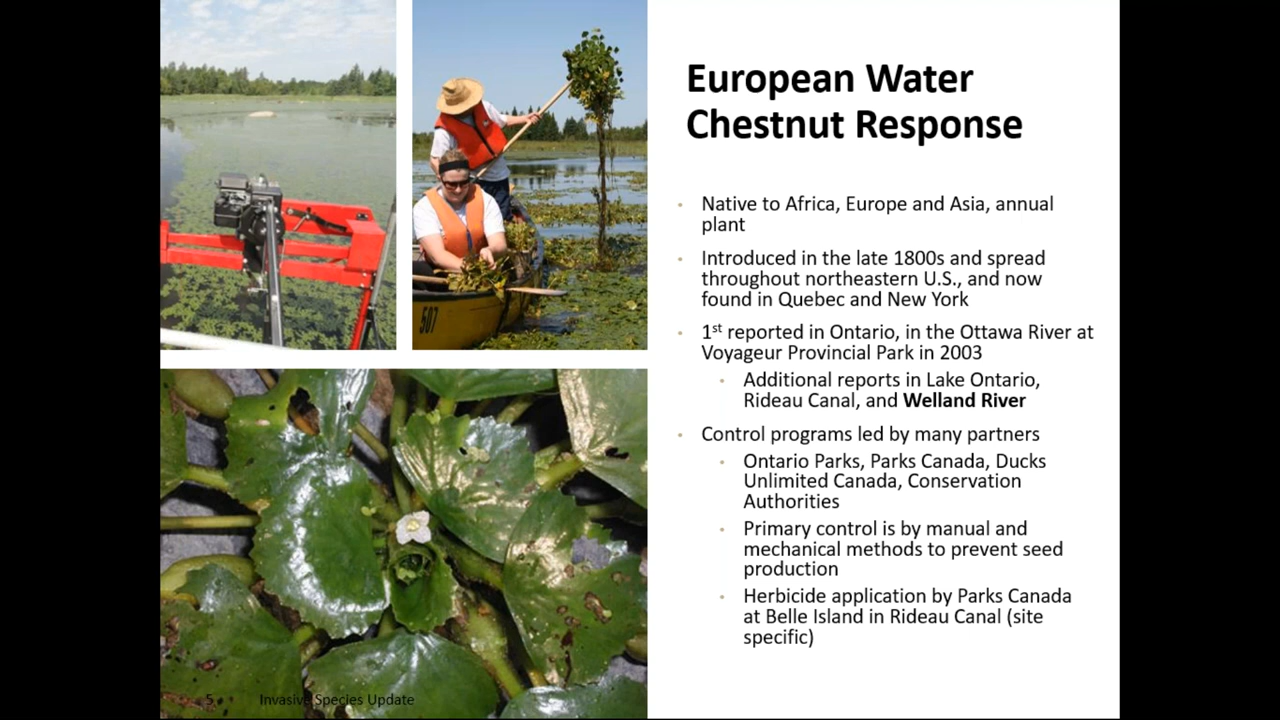 European Water
Chestnut Response
• Native to Africa, Europe and Asia, annual
plant
• Introduced in the late 1800s and spread
throughout northeastern U.S., and now
found in Quebec and New York
• 1st reported in Ontario, in the Ottawa River at
Voyageur Provincial Park in 2003
• Additional reports in Lake Ontario,
Rideau Canal, and Welland River
• Control programs led by many partners
• Ontario Parks, Parks Canada, Ducks
Unlimited Canada, Conservation
Authorities
• Primary control is by manual and
mechanical methods to prevent seed
production
• Herbicide application by Parks Canada
at Belle Island in Rideau Canal (site
specific)
507
5 Invasive Species Update